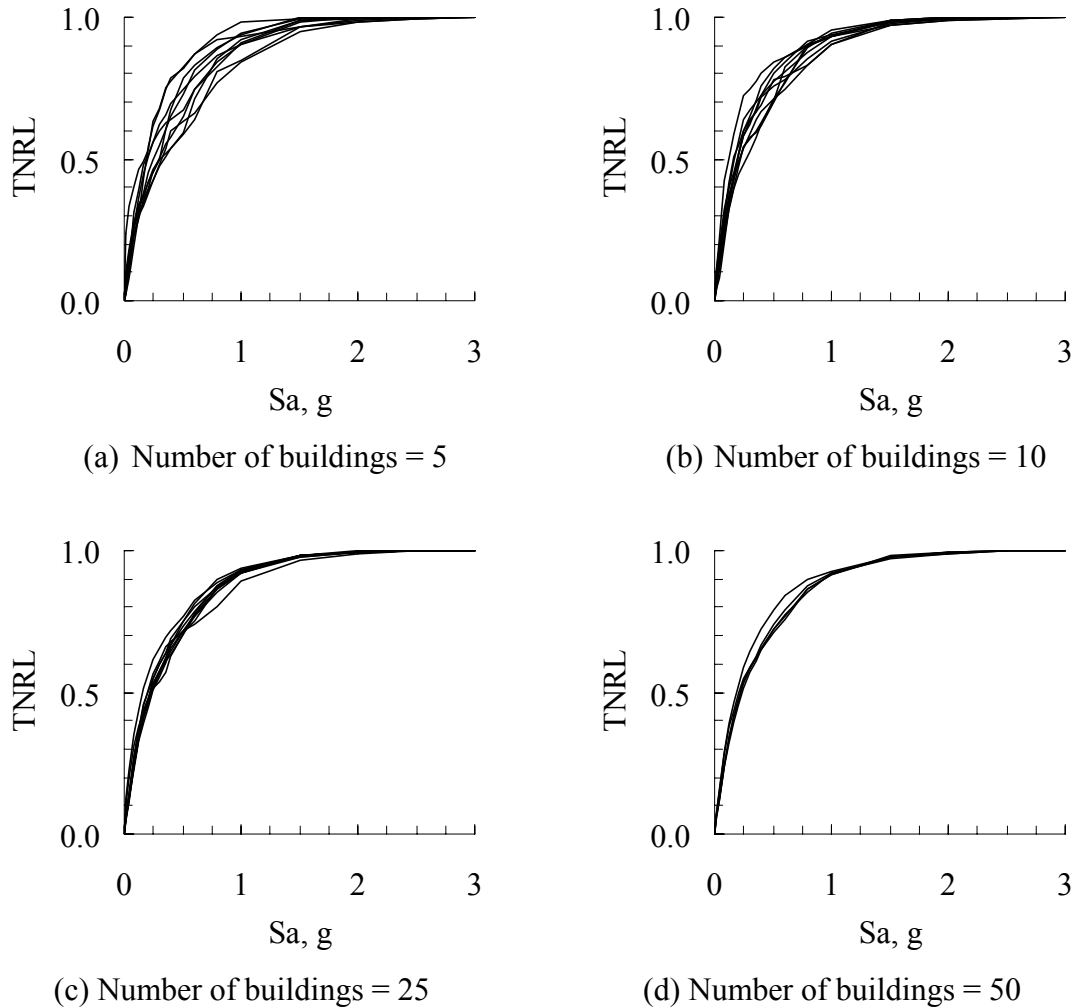 1.0
0.5
0.0
TNRL
0 1 2 3
Sa, g
(a) Number of buildings = 5
1.0
0.5
0.0
TNRL
0 1 2 3
Sa, g
(b) Number of buildings = 10
1.0
0.5
0.0
TNRL
0 1 2 3
Sa, g
(c) Number of buildings = 25
1.0
0.5
0.0
TNRL
0 1 2 3
Sa, g
(d) Number of buildings = 50